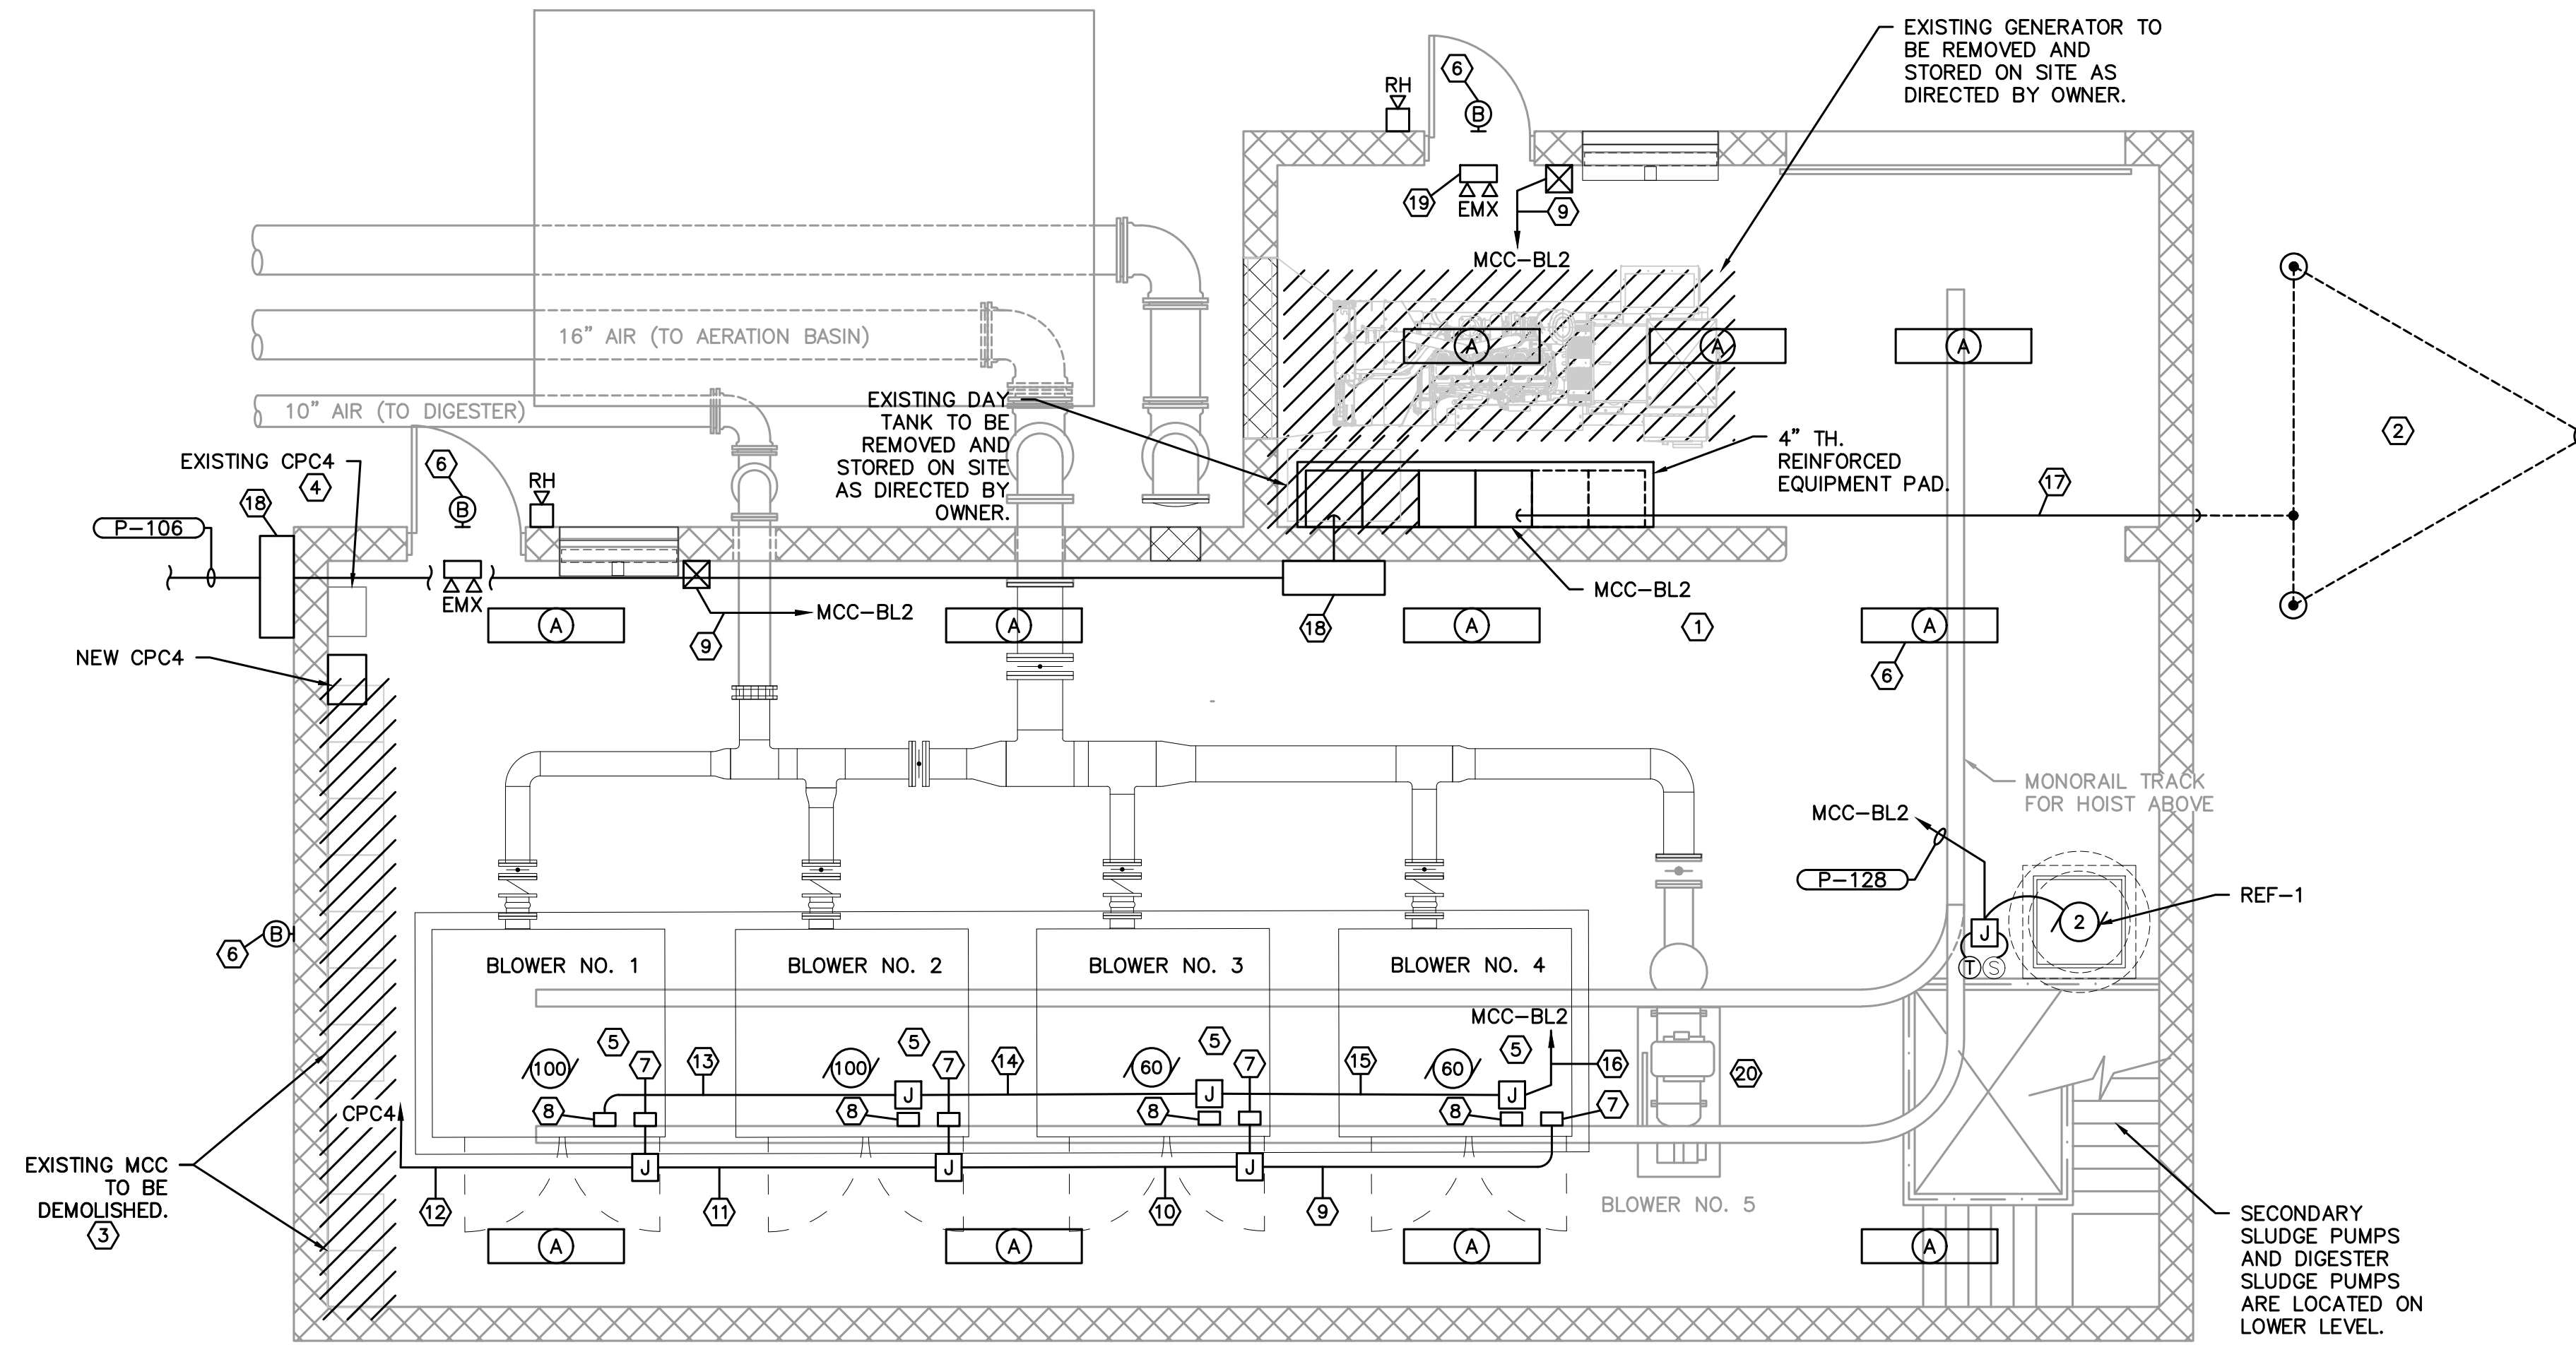 EXISTING GENERATOR TO
BE REMOVED AND
STORED ON SITE AS
DIRECTED BY OWNER.
6
RH
B
19
EMX
9
MCC-BL2
A
A
A
2
16" AIR (TO AERATION BASIN)
10" AIR (TO DIGESTER)
EXISTING DAY
TANK TO BE
REMOVED AND
STORED ON SITE
AS DIRECTED BY
OWNER.
4" TH.
REINFORCED
EQUIPMENT PAD.
17
EXISTING CPC4
4
18
6
B
RH
P-106
EMX
MCC-BL2
9
MCC-BL2
18
1
A
A
A
A
6
NEW CPC4
MONORAIL TRACK
FOR HOIST ABOVE
MCC-BL2
P-128
REF-1
2
J
T
S
6
B
BLOWER NO. 1
BLOWER NO. 2
BLOWER NO. 3
BLOWER NO. 4
MCC-BL2
5
5
5
5
100
7
13
100
7
14
60
7
15
60
16
20
J
J
J
8
8
8
8
7
CPC4
EXISTING MCC
TO BE
DEMOLISHED.
3
J
J
J
12
11
10
9
BLOWER NO. 5
A
A
A
A
SECONDARY
SLUDGE PUMPS
AND DIGESTER
SLUDGE PUMPS
ARE LOCATED ON
LOWER LEVEL.